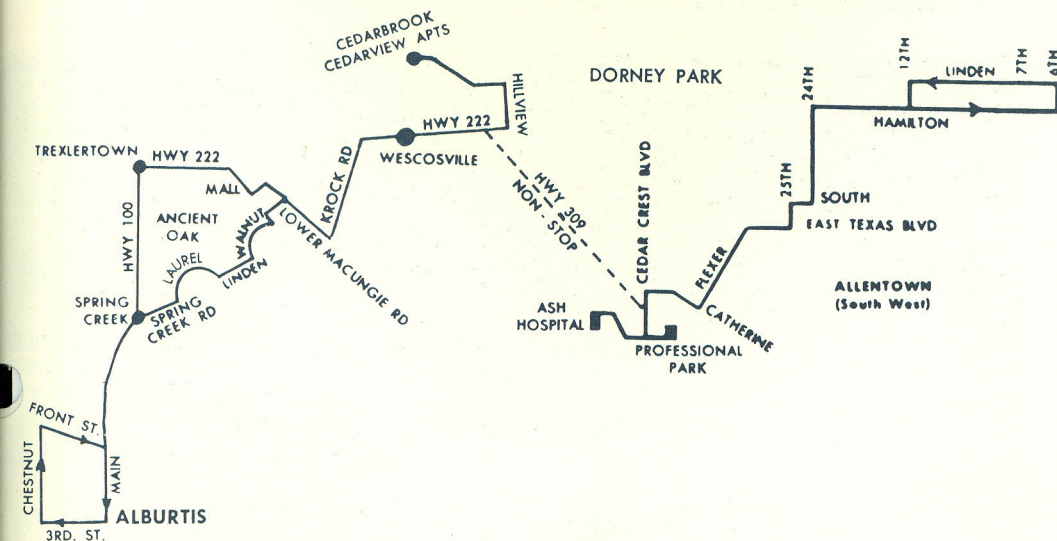 CEDARBROOK
CEDARVIEW APTS
HILLVIEW
DORNEY PARK
24TH
12TH
LINDEN
7TH
6TH
HAMILTON
TREXLERTOWN
HWY 222
HWY 222
WESCOSVILLE
KROCK RD
MALL
HWY 100
ANCIENT
OAK
WALNUT
LOWER MACUNGIE RD
LAUREL
LINDEN
SPRING
CREEK
SPRING
CREEK RD
HWY 309
NON - STOP
CEDAR CREST BLVD
25TH
SOUTH
EAST TEXAS BLVD
FLEXER
CATHERINE
ALLENTOWN
(South West)
ASH
HOSPITAL
PROFESSIONAL
PARK
FRONT ST.
CHESTNUT
MAIN
ALBURTIS
3RD. ST.